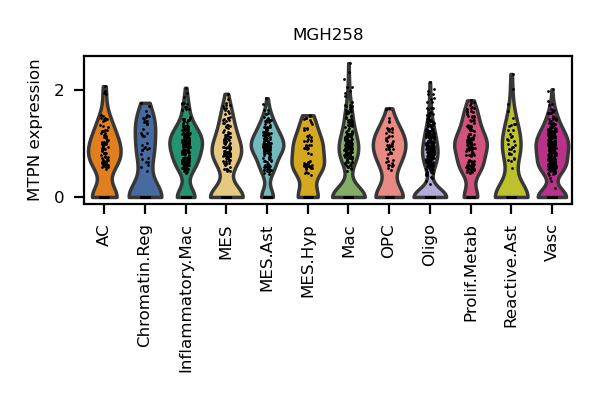 MGH258
MTPN expression
2
0
AC
Chromatin.Reg
Inflammatory.Mac
MES
MES.Ast
MES.Hyp
Mac
OPC
Oligo
Prolif.Metab
Reactive.Ast
Vasc